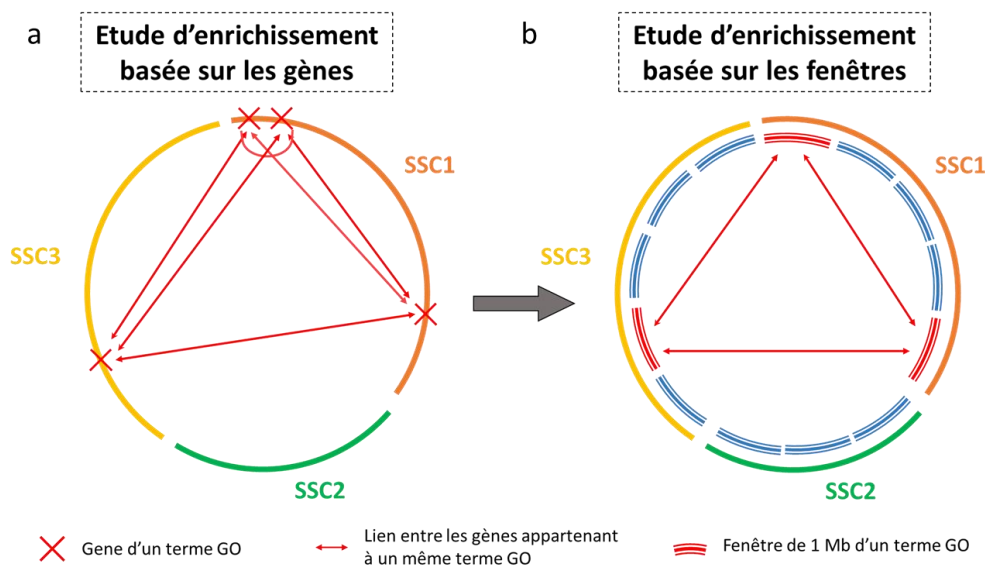 a
Etude d'enrichissement
basée sur les gènes
SSC1
SSC3
SSC2
b
Etude d'enrichissement
basée sur les fenêtres
SSC1
SSC3
SSC2
Gene d'un terme GO
Lien entre les gènes appartenant
à un même terme GO
Fenêtre de 1 Mb d'un terme GO